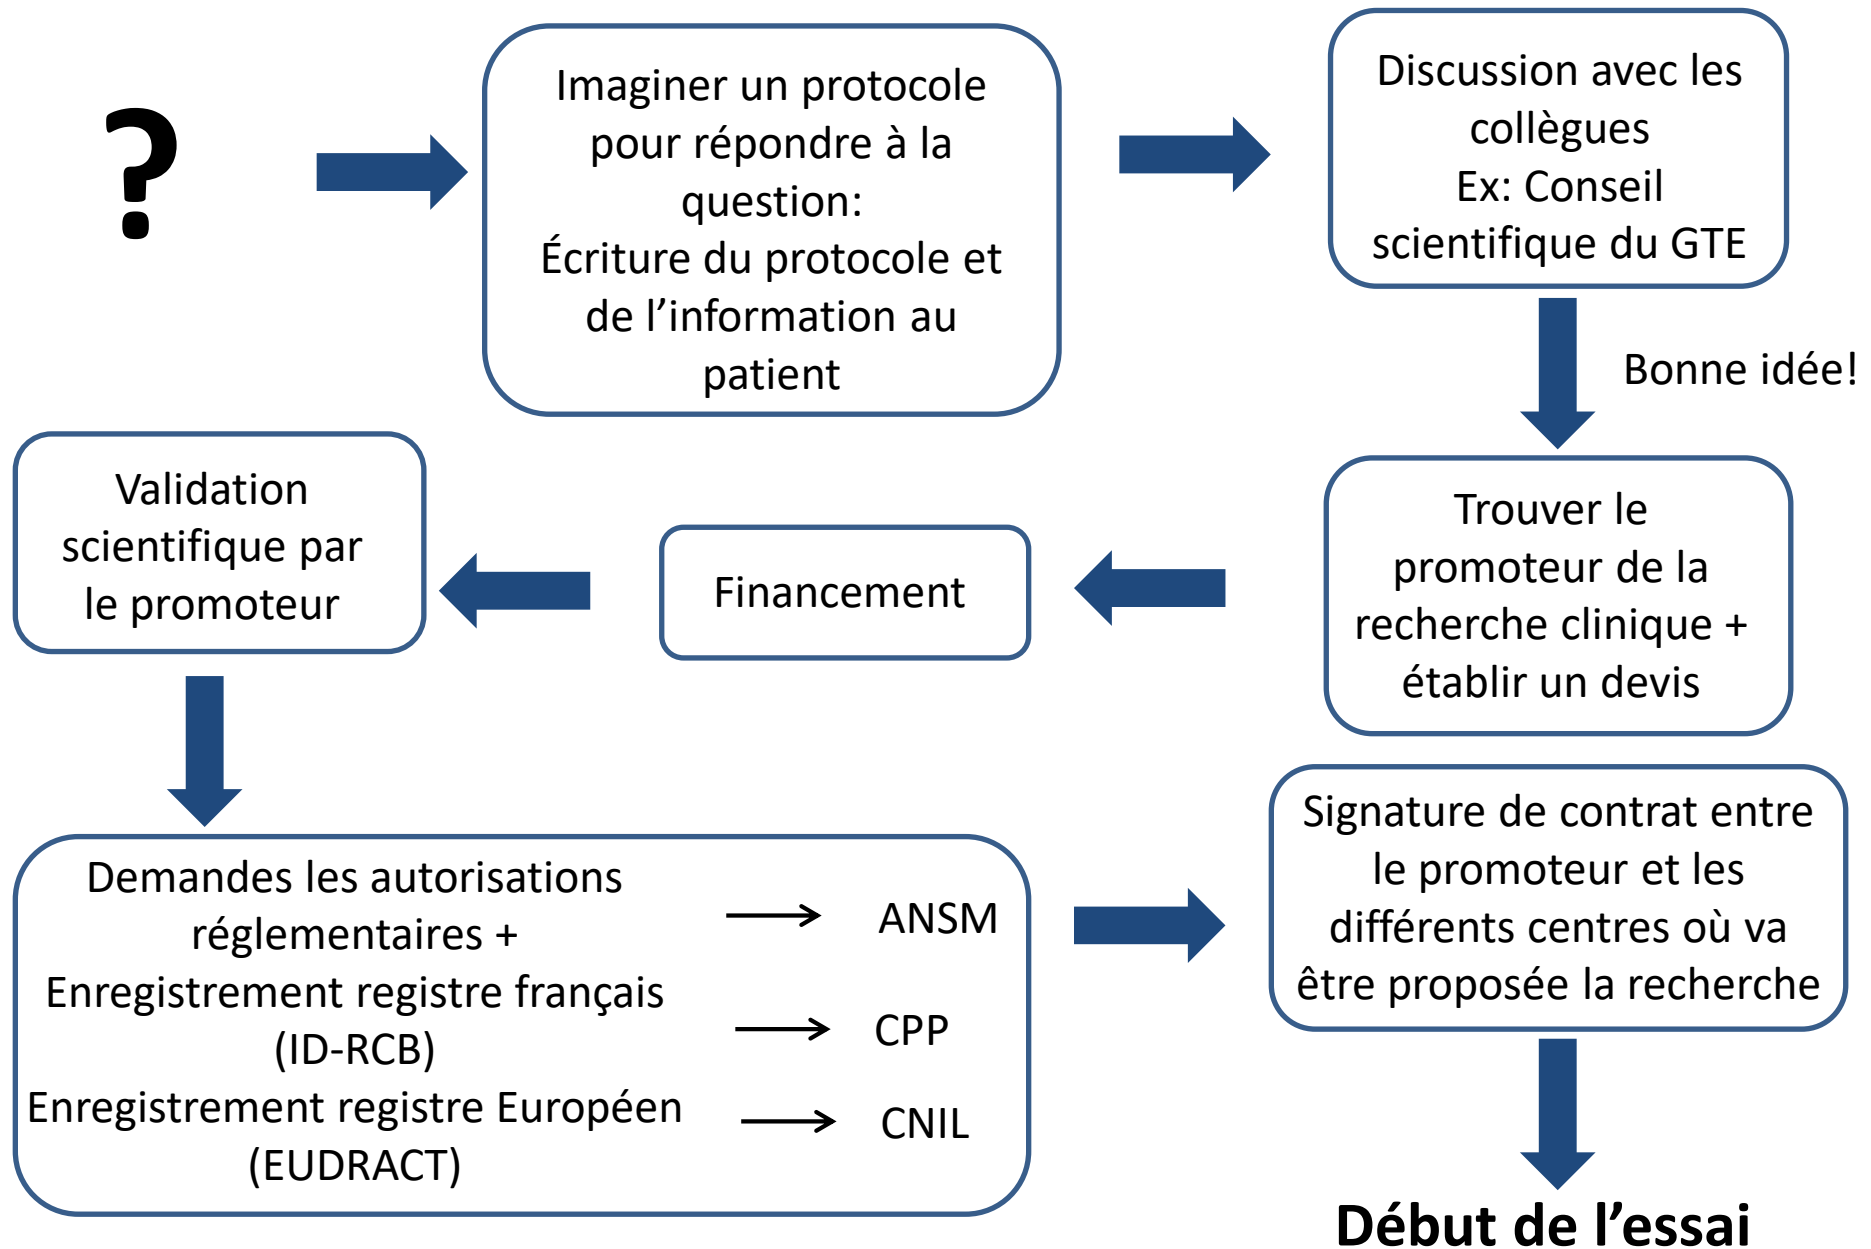 ?
Imaginer un protocole
pour répondre à la
question:
Écriture du protocole et
de l’information au
patient
Discussion avec les
collègues
Ex: Conseil
scientifique du GTE
Bonne idée!
Trouver le
promoteur de la
recherche clinique +
établir un devis
Financement
Validation
scientifique par
le promoteur
Demandes les autorisations
réglementaires +
Enregistrement registre français
(ID-RCB)
Enregistrement registre Européen
(EUDRACT)
ANSM
CPP
CNIL
Signature de contrat entre
le promoteur et les
différents centres où va
être proposée la recherche
Début de l’essai